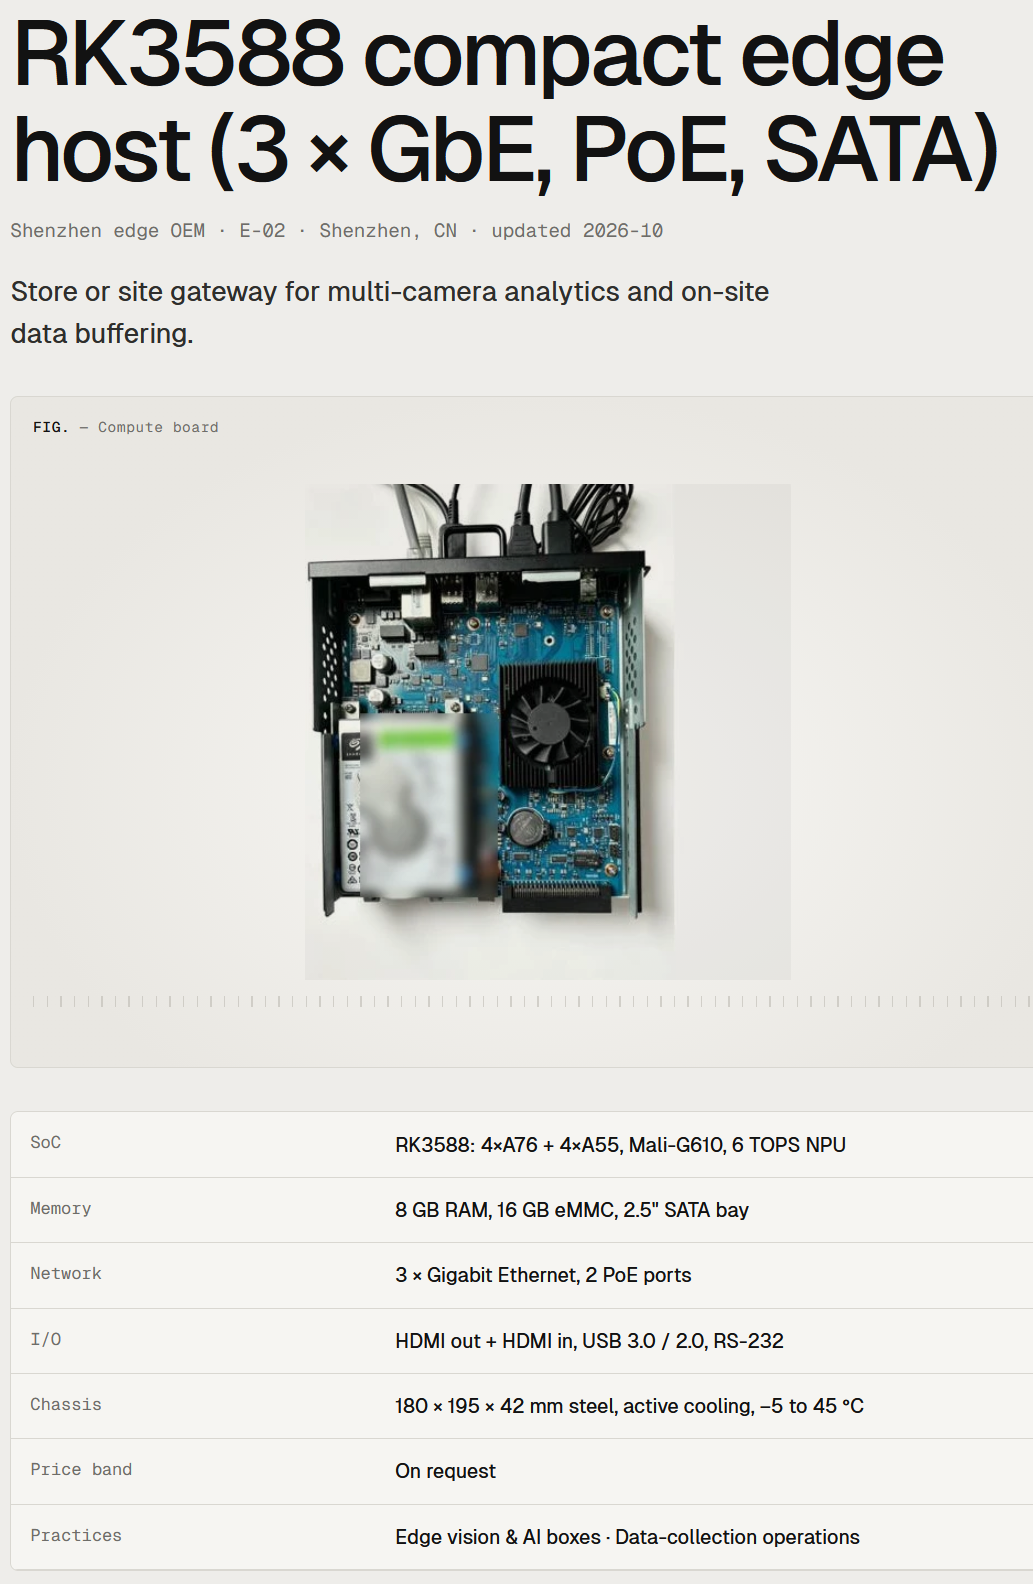 RK3588 compact edge
host (3 × GbE, PoE, SATA)
Shenzhen edge OEM · E-02 · Shenzhen, CN · updated 2026-10
Store or site gateway for multi-camera analytics and on-site
data buffering.
FIG. — Compute board
SoC
RK3588: 4×A76 + 4×A55, Mali-G610, 6 TOPS NPU
Memory
8 GB RAM, 16 GB eMMC, 2.5" SATA bay
Network
3 × Gigabit Ethernet, 2 PoE ports
I/O
HDMI out + HDMI in, USB 3.0 / 2.0, RS-232
Chassis
180 × 195 × 42 mm steel, active cooling, −5 to 45 °C
Price band
On request
Practices
Edge vision & AI boxes · Data-collection operations